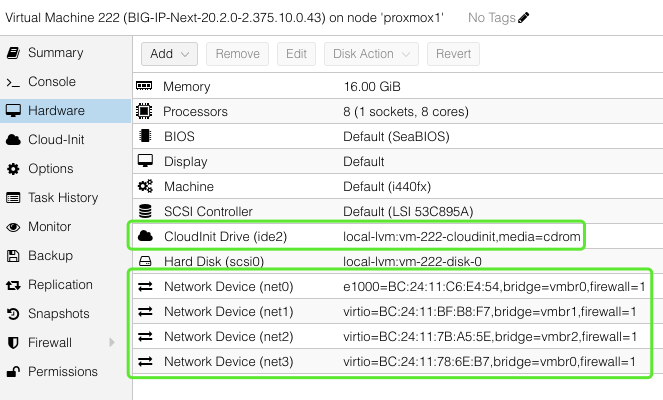 Virtual Machine 222 (BIG-IP-Next-20.2.0-2.375.10.0.43) on node 'proxmox1' No Tags
Summary
Console
Hardware
Cloud-Init
Options
Task History
Monitor
Backup
Replication
Snapshots
Firewall
Permissions
Add Remove Edit Disk Action Revert
Memory 16.00 GiB
Processors 8 (1 sockets, 8 cores)
BIOS Default (SeaBIOS)
Display Default
Machine Default (i440fx)
SCSI Controller Default (LSI 53C895A)
CloudInit Drive (ide2) local-lvm:vm-222-cloudinit,media=cdrom
Hard Disk (scsi0) local-lvm:vm-222-disk-0
Network Device (net0) e1000=BC:24:11:C6:E4:54,bridge=vmbr0,firewall=1
Network Device (net1) virtio=BC:24:11:BF:B8:F7,bridge=vmbr1,firewall=1
Network Device (net2) virtio=BC:24:11:7B:A5:5E,bridge=vmbr2,firewall=1
Network Device (net3) virtio=BC:24:11:78:6E:B7,bridge=vmbr0,firewall=1